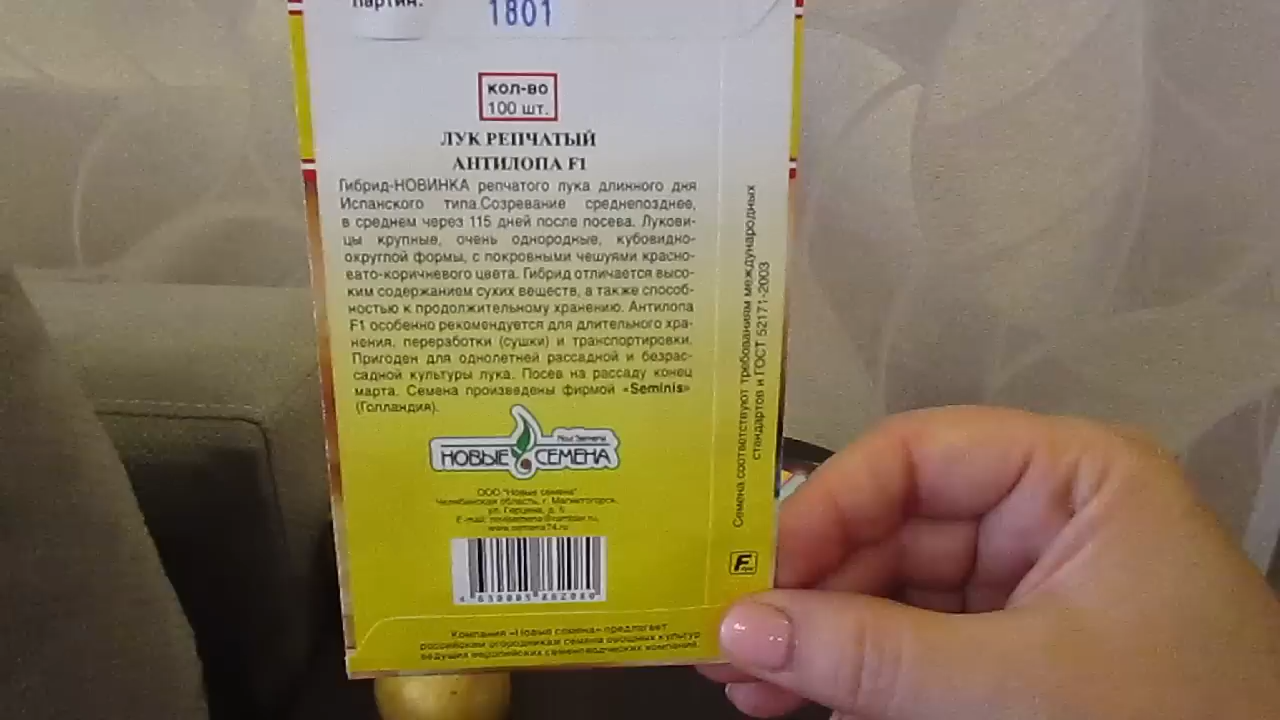 партии:
1801
кол-во
100 шт.
ЛУК РЕПЧАТЫЙ
АНТИЛОПА F1
Гибрид-НОВИНКА репчатого лука длинного дня
Испанского типа.Созревание среднепозднее,
в среднем через 115 дней после посева. Лукови-
цы крупные, очень однородные, кубовидно-
округлой формы, с покровными чешуями красно-
вато-коричневого цвета. Гибрид отличается высо-
ким содержанием сухих веществ, а также способ-
ностью к продолжительному хранению. Антилопа
F1 особенно рекомендуется для длительного хра-
нения, переработки (сушки) и транспортировки.
Пригоден для однолетней рассадной и безрас-
садной культуры лука. Посев на рассаду конец
марта. Семена произведены фирмой «Seminis»
(Голландия).
Novi Semena
НОВЫЕ СЕМЕНА
ООО "Новые семена"
Челябинская область, г. Магнитогорск,
ул. Герцена, д. 6
E-mail:
www.semena74.ru
Компания «Новые семена» предлагает
российским огородникам семена овощных культур
ведущих европейских семеноводческих компаний.
Семена соответствуют требованиям международных
стандартов и ГОСТ 52171-2003
F